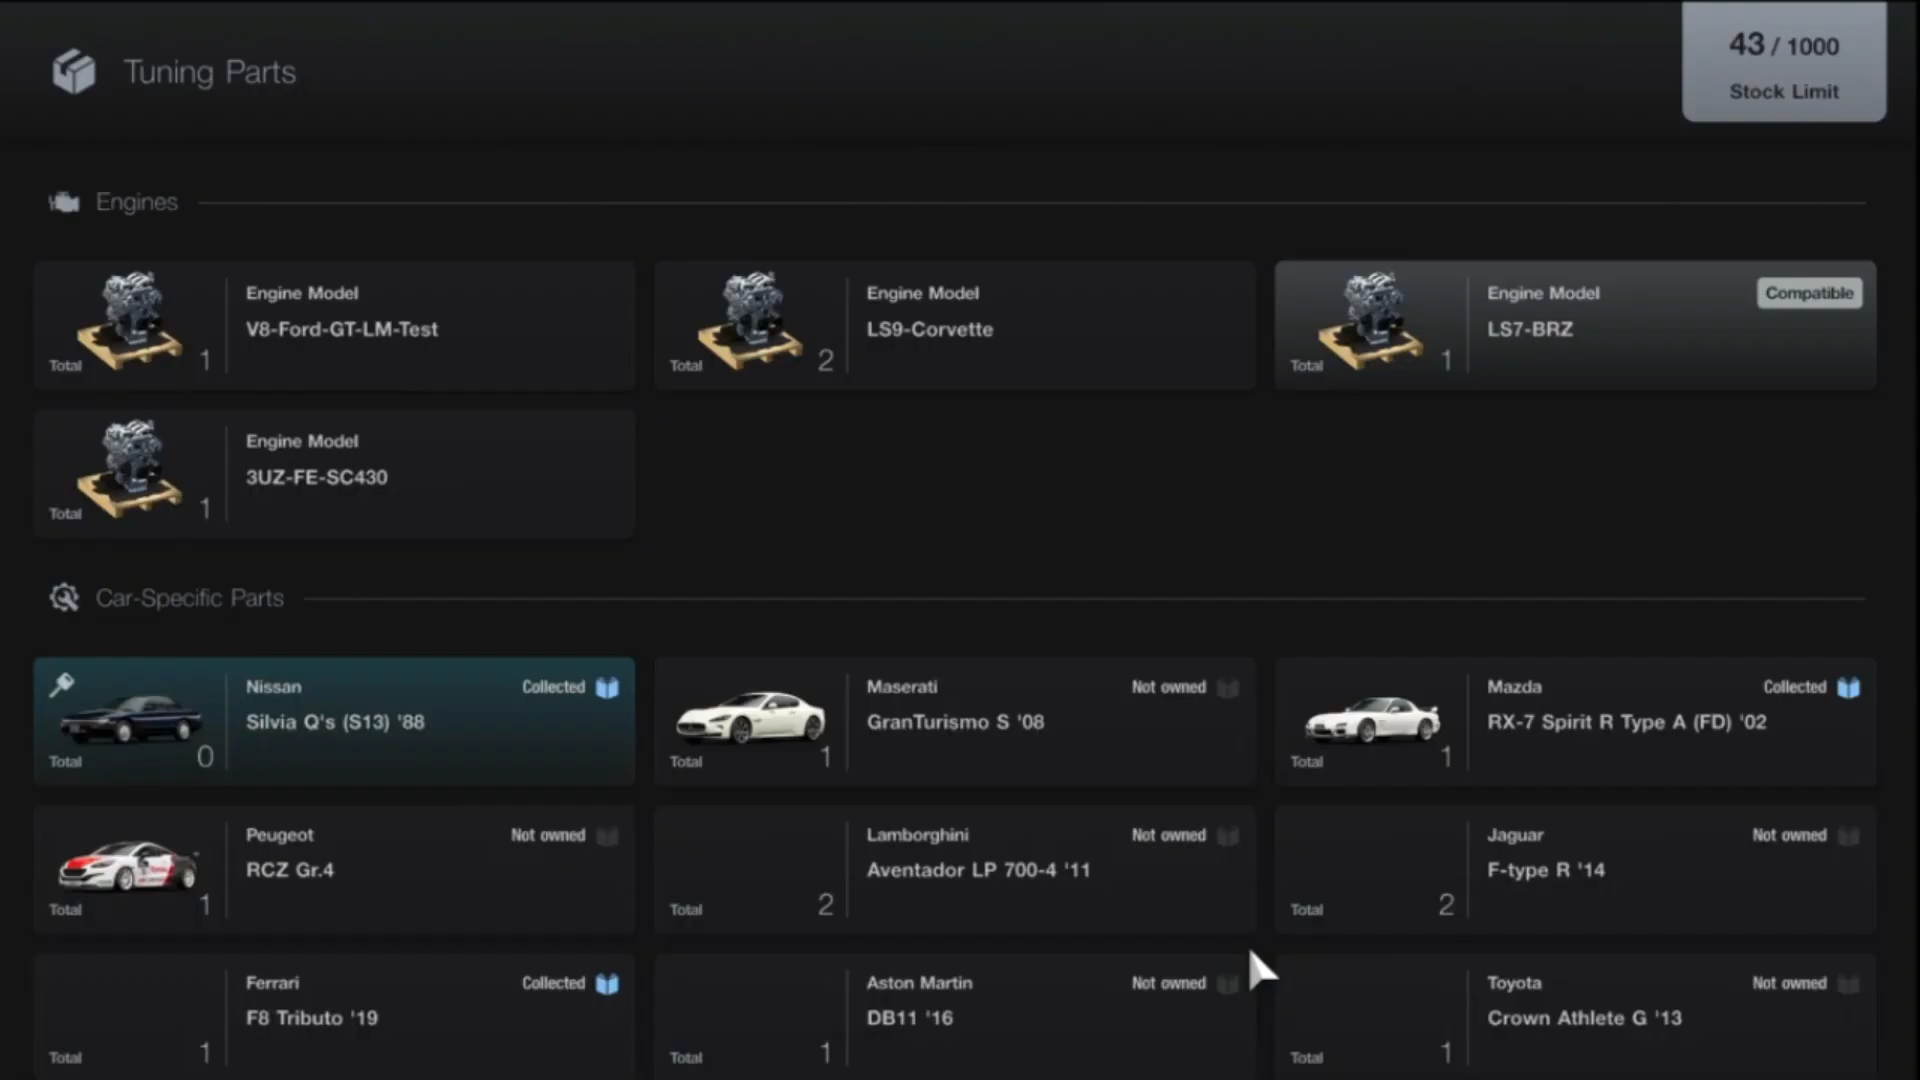 Tuning Parts
43 / 1000
Stock Limit
Engines
Engine Model
V8-Ford-GT-LM-Test
Total 1
Engine Model
LS9-Corvette
Total 2
Engine Model
Compatible
LS7-BRZ
Total 1
Engine Model
3UZ-FE-SC430
Total 1
Car-Specific Parts
Nissan
Collected
Silvia Q's (S13) '88
Total 0
Maserati
Not owned
GranTurismo S '08
Total 1
Mazda
Collected
RX-7 Spirit R Type A (FD) '02
Total 1
Peugeot
Not owned
RCZ Gr.4
Total 1
Lamborghini
Not owned
Aventador LP 700-4 '11
Total 2
Jaguar
Not owned
F-type R '14
Total 2
Ferrari
Collected
F8 Tributo '19
Total 1
Aston Martin
Not owned
DB11 '16
Total 1
Toyota
Not owned
Crown Athlete G '13
Total 1